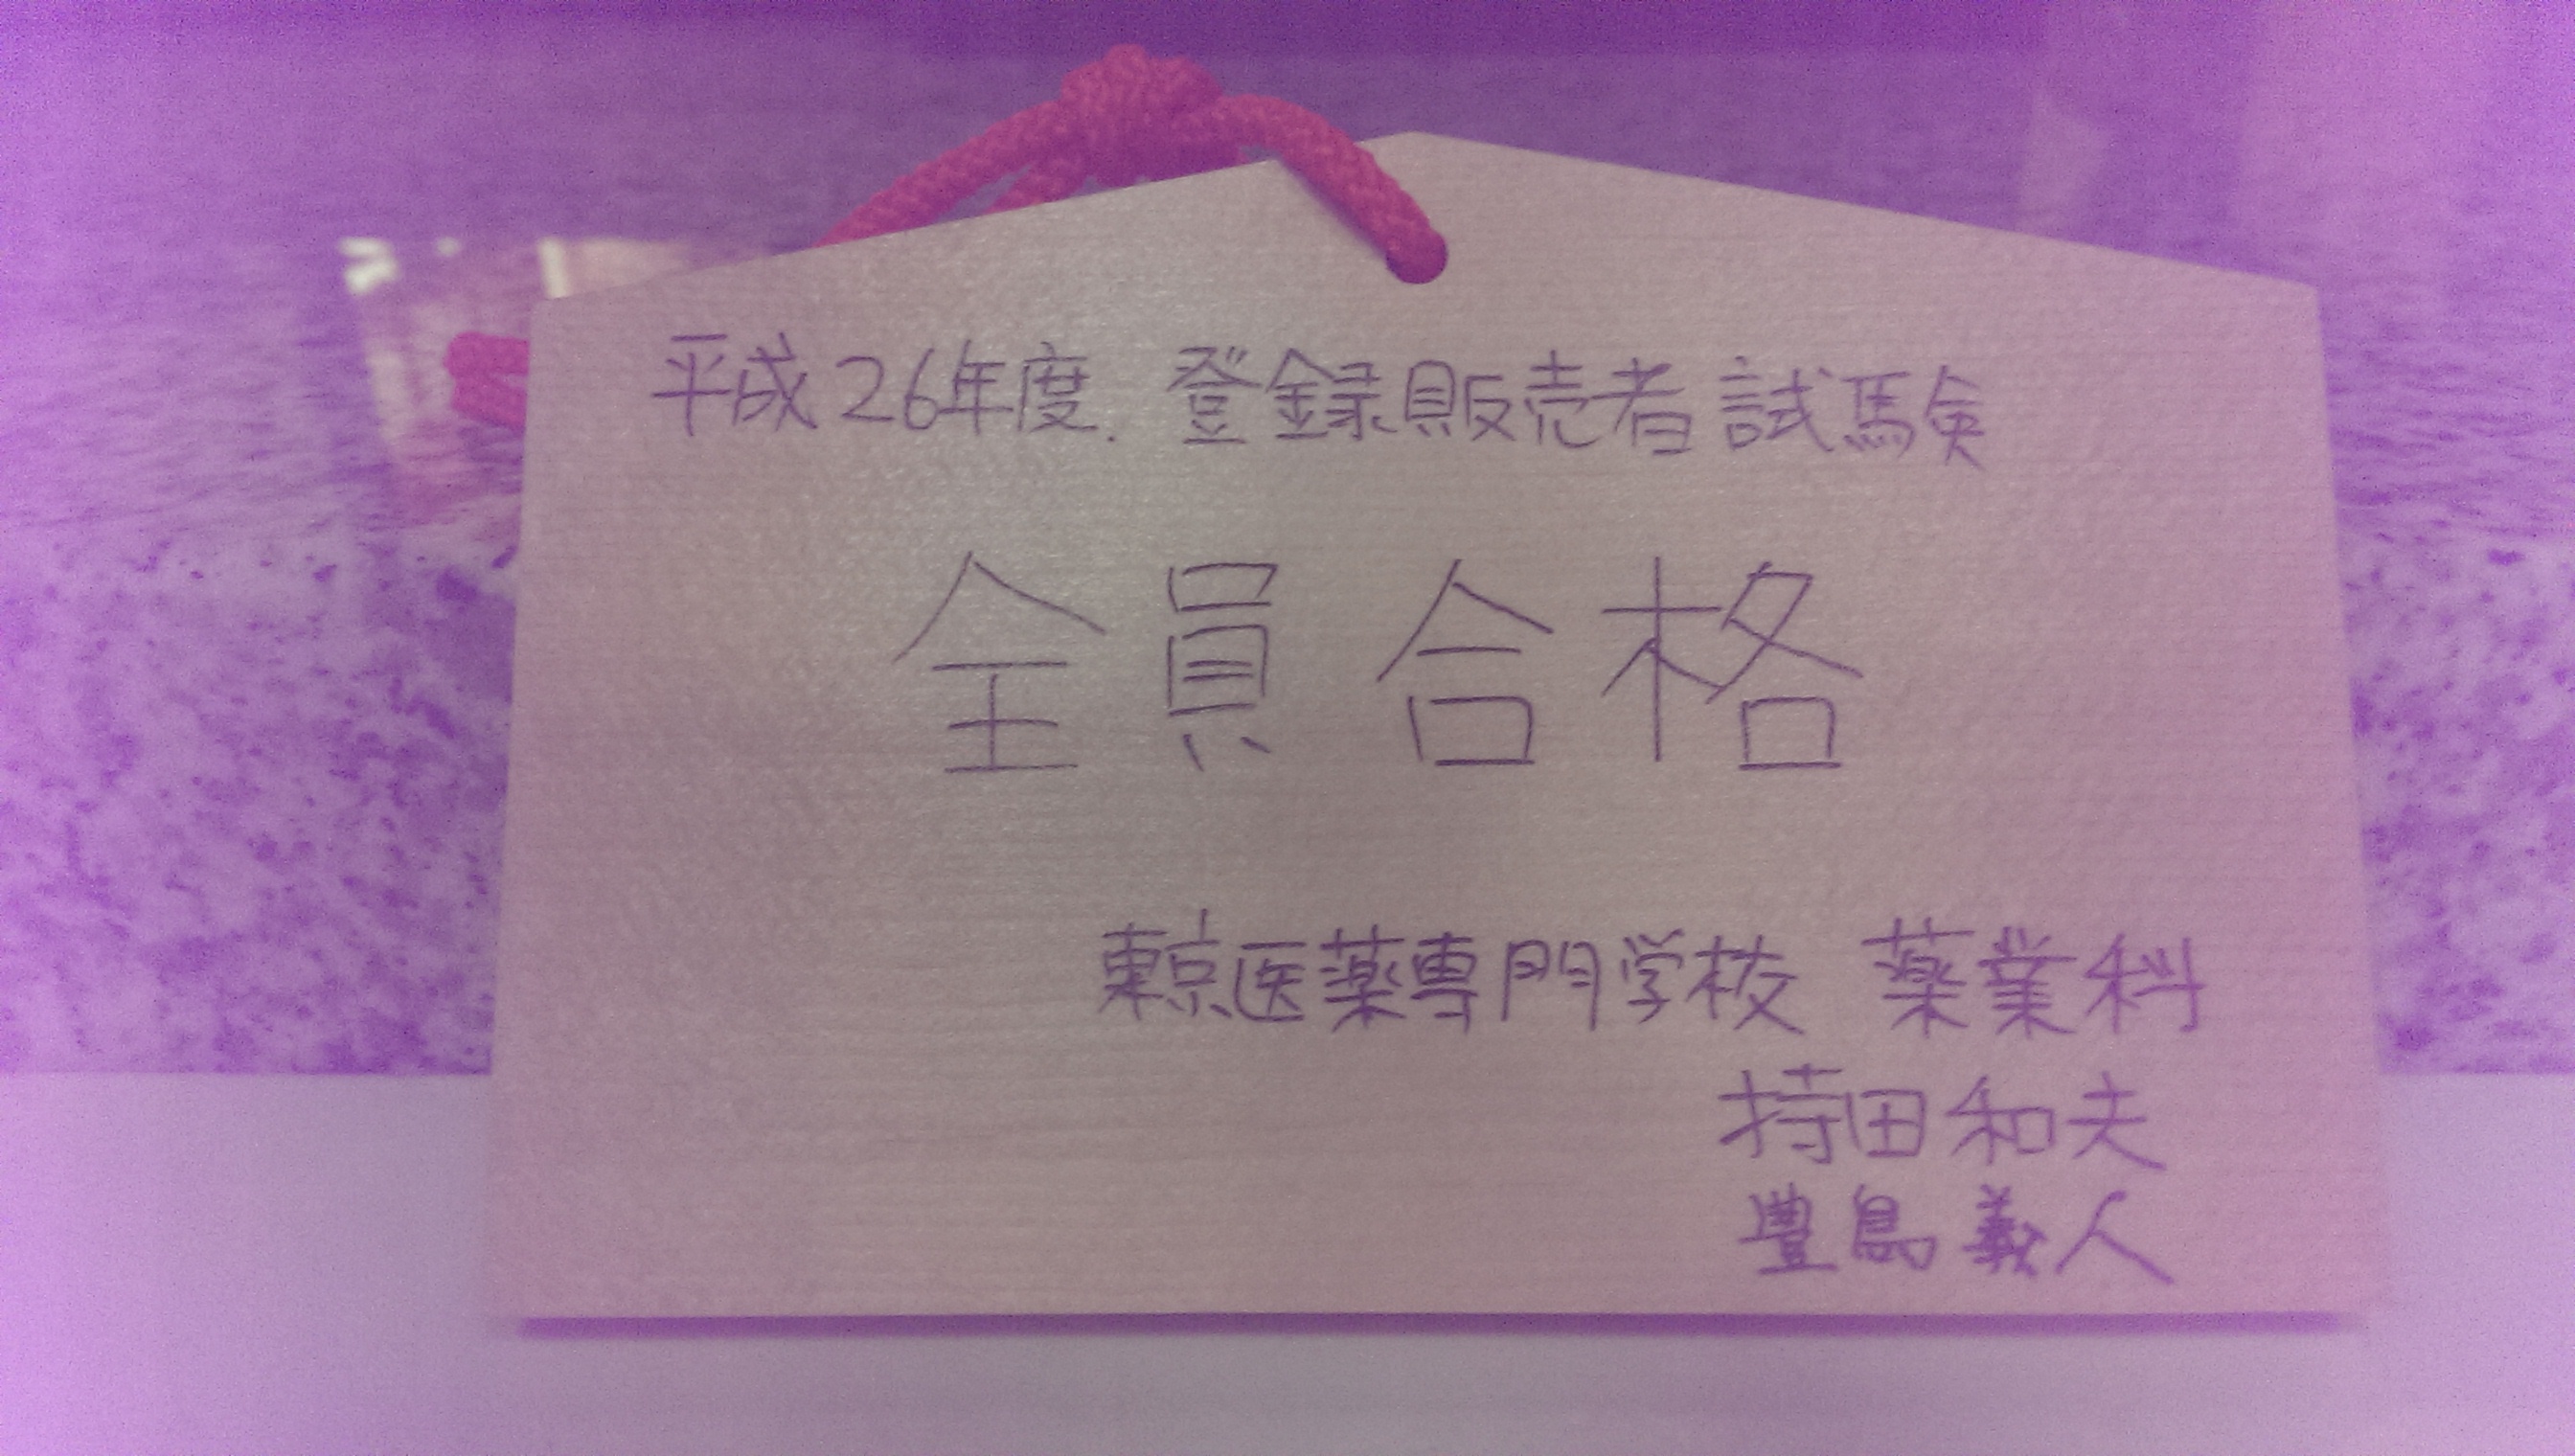 平成26年度. 登録販売者試験
全員合格
東京医薬専門学校 薬業科
持田和夫
豊島義人